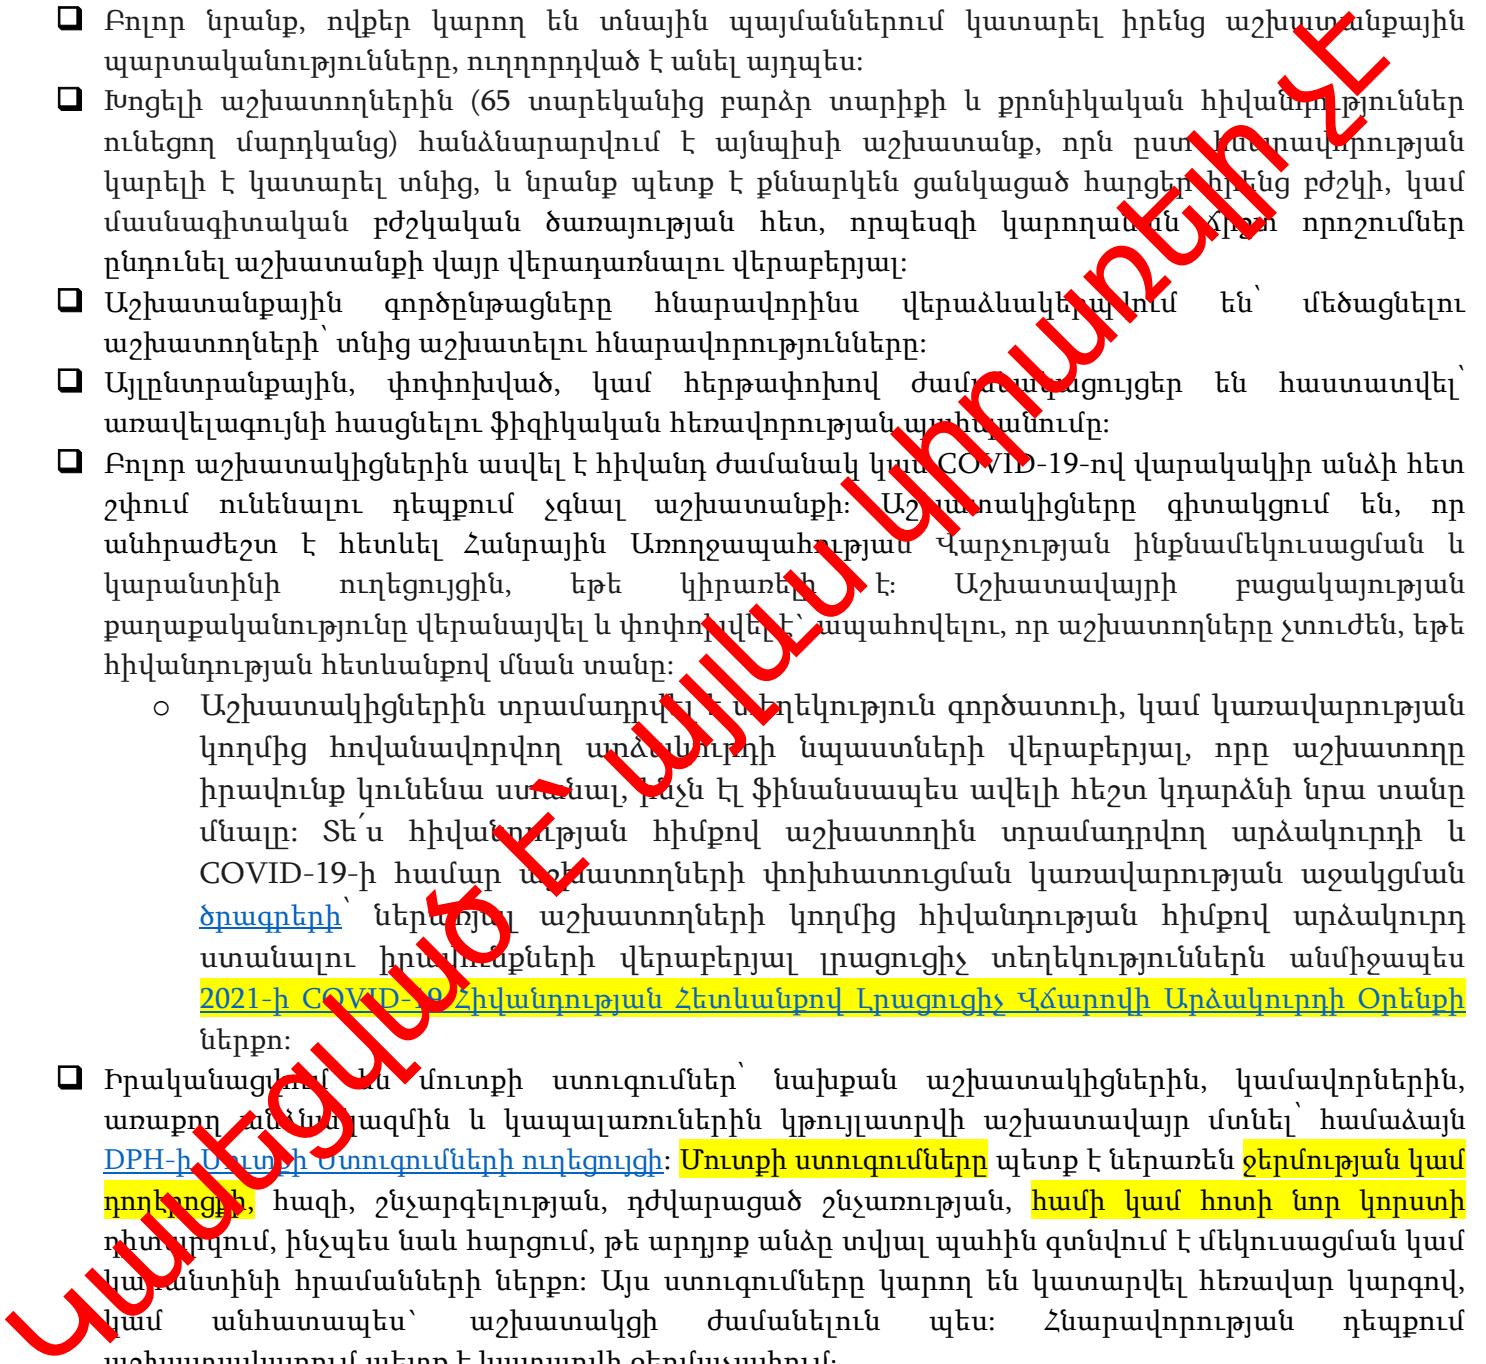 Բոլոր նրանք, ովքեր կարող են տնային պայմաններում կատարել իրենց աշխատանքային
պարտականությունները, ուղղորդված է անել այդպես:
Խոցելի աշխատողներին (65 տարեկանից բարձր տարիքի և քրոնիկական հիվանդություններ
ունեցող մարդկանց) հանձնարարվում է այնպիսի աշխատանք, որն ըստ հնարավորության
կարելի է կատարել տնից, և նրանք պետք է քննարկեն ցանկացած հարցեր իրենց բժշկի, կամ
մասնագիտական բժշկական ծառայության հետ, որպեսզի կարողանան ճիշտ որոշումներ
ընդունել աշխատանքի վայր վերադառնալու վերաբերյալ:
Աշխատանքային գործընթացները հնարավորինս վերաձևակերպվում են՝ մեծացնելու
աշխատողների՝ տնից աշխատելու հնարավորությունները:
Այլընտրանքային, փոփոխված, կամ հերթափոխով ժամանակացույցեր են հաստատվել՝
առավելագույնի հասցնելու ֆիզիկական հեռավորության պահպանումը:
Բոլոր աշխատակիցներին ասվել է հիվանդ ժամանակ կամ COVID-19-ով վարակակիր անձի հետ
շփում ունենալու դեպքում չգնալ աշխատանքի: Աշխատակիցները գիտակցում են, որ
անհրաժեշտ է հետևել Հանրային Առողջապահության Վարչության ինքնամեկուսացման և
կարանտինի ուղեցույցին, եթե կիրառելի է: Աշխատավայրի բացակայության
քաղաքականությունը վերանայվել և փոփոխվել է՝ ապահովելու, որ աշխատողները չտուժեն, եթե
հիվանդության հետևանքով մնան տանը:
o Աշխատակիցներին տրամադրվել է տեղեկություն գործատուի, կամ կառավարության
կողմից հովանավորվող արձակուրդի նպաստների վերաբերյալ, որը աշխատողը
իրավունք կունենա ստանալ, ինչն էլ ֆինանսապես ավելի հեշտ կդարձնի նրա տանը
մնալը: Տե՛ս հիվանդության հիմքով աշխատողին տրամադրվող արձակուրդի և
COVID-19-ի համար աշխատողների փոխհատուցման կառավարության աջակցման
ծրագրերի՝ ներառյալ աշխատողների կողմից հիվանդության հիմքով արձակուրդ
ստանալու իրավունքների վերաբերյալ լրացուցիչ տեղեկություններն անմիջապես
2021-ի COVID-19 Հիվանդության Հետևանքով Լրացուցիչ Վճարովի Արձակուրդի Օրենքի
ներքո:
Իրականացվում են մուտքի ստուգումներ՝ նախքան աշխատակիցներին, կամավորներին,
առաքող անձնակազմին և կապալառուներին կթույլատրվի աշխատավայր մտնել՝ համաձայն
DPH-ի Մուտքի Ստուգումների ուղեցույցի: Մուտքի ստուգումները պետք է ներառեն ջերմության կամ
դողէրոցքի, հազի, շնչարգելության, դժվարացած շնչառության, համի կամ հոտի նոր կորստի
դիտարկում, ինչպես նաև հարցում, թե արդյոք անձը տվյալ պահին գտնվում է մեկուսացման կամ
կարանտինի հրամանների ներքո: Այս ստուգումները կարող են կատարվել հեռավար կարգով,
կամ անհատապես՝ աշխատակցի ժամանելուն պես: Հնարավորության դեպքում
աշխատավայրում պետք է կատարվի ջերմաչափում:
Կասեցված է՝ այլևս կիրառելի չէ